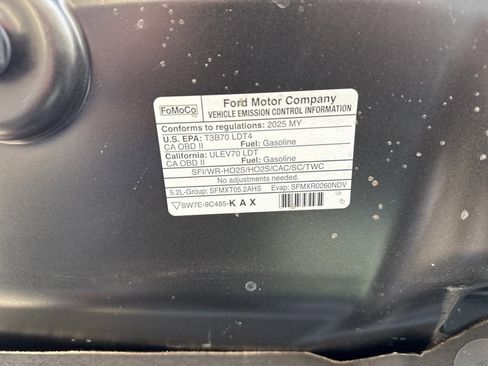 FoMoCo
Ford Motor Company
VEHICLE EMISSION CONTROL INFORMATION
Conforms to regulations: 2025 MY
U.S. EPA: T3B70 LDT4
CA OBD II Fuel: Gasoline
California: ULEV70 LDT
CA OBD II Fuel: Gasoline
SFI/WR-HO2S/HO2S/CAC/SC/TWC
No adjustments needed.
5.2L-Group: SFMXT05.2AHS Evap: SFMXR0260NDV
SW7E-9C485-KAX